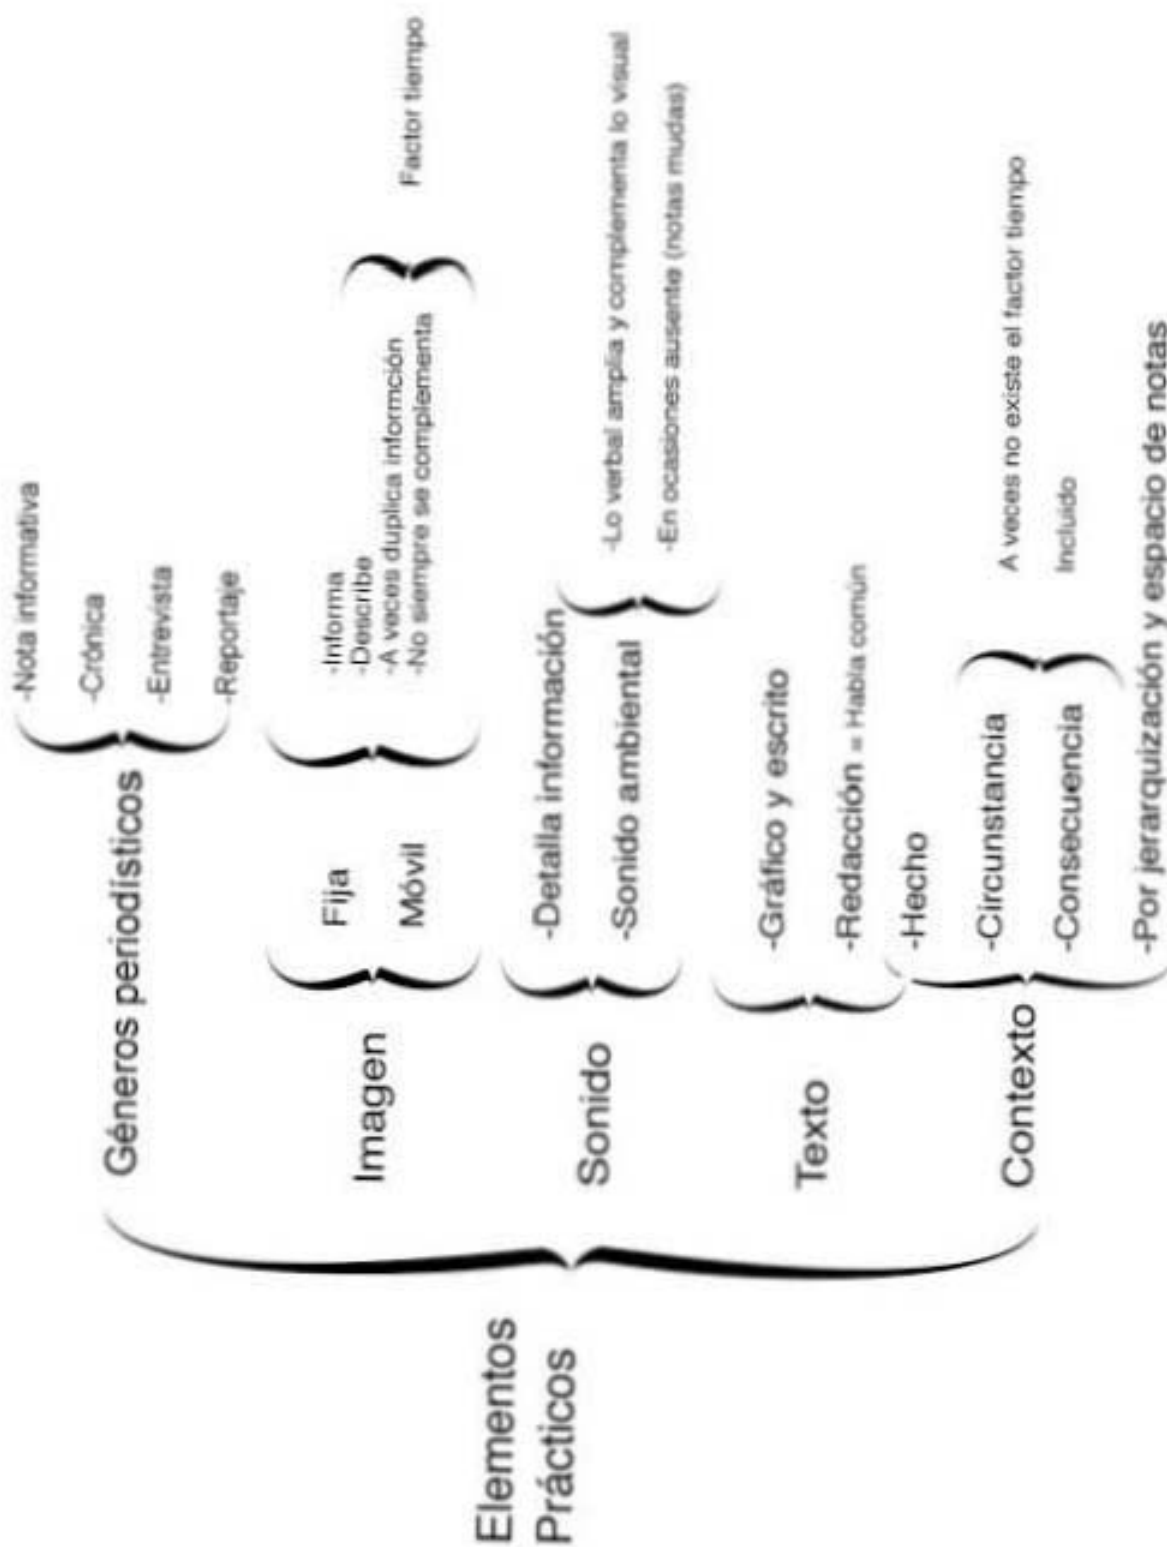 Elementos
Prácticos
Géneros periodísticos
-Nota informativa
-Crónica
-Entrevista
-Reportaje
Imagen
Fija
Móvil
-Informa
-Describe
-A veces duplica informción
-No siempre se complementa
Factor tiempo
Sonido
-Detalla información
-Sonido ambiental
-Lo verbal amplia y complementa lo visual
-En ocasiones ausente (notas mudas)
Texto
-Gráfico y escrito
-Redacción = Habla común
Contexto
-Hecho
-Circunstancia
-Consecuencia
-Por jerarquización y espacio de notas
A veces no existe el factor tiempo
Incluido